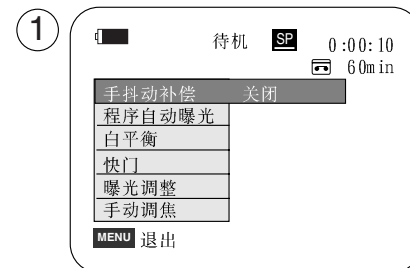 ①
待机 SP 0:00:10
60min
手抖动补偿 关闭
程序自动曝光
白平衡
快门
曝光调整
手动调焦
MENU 退出